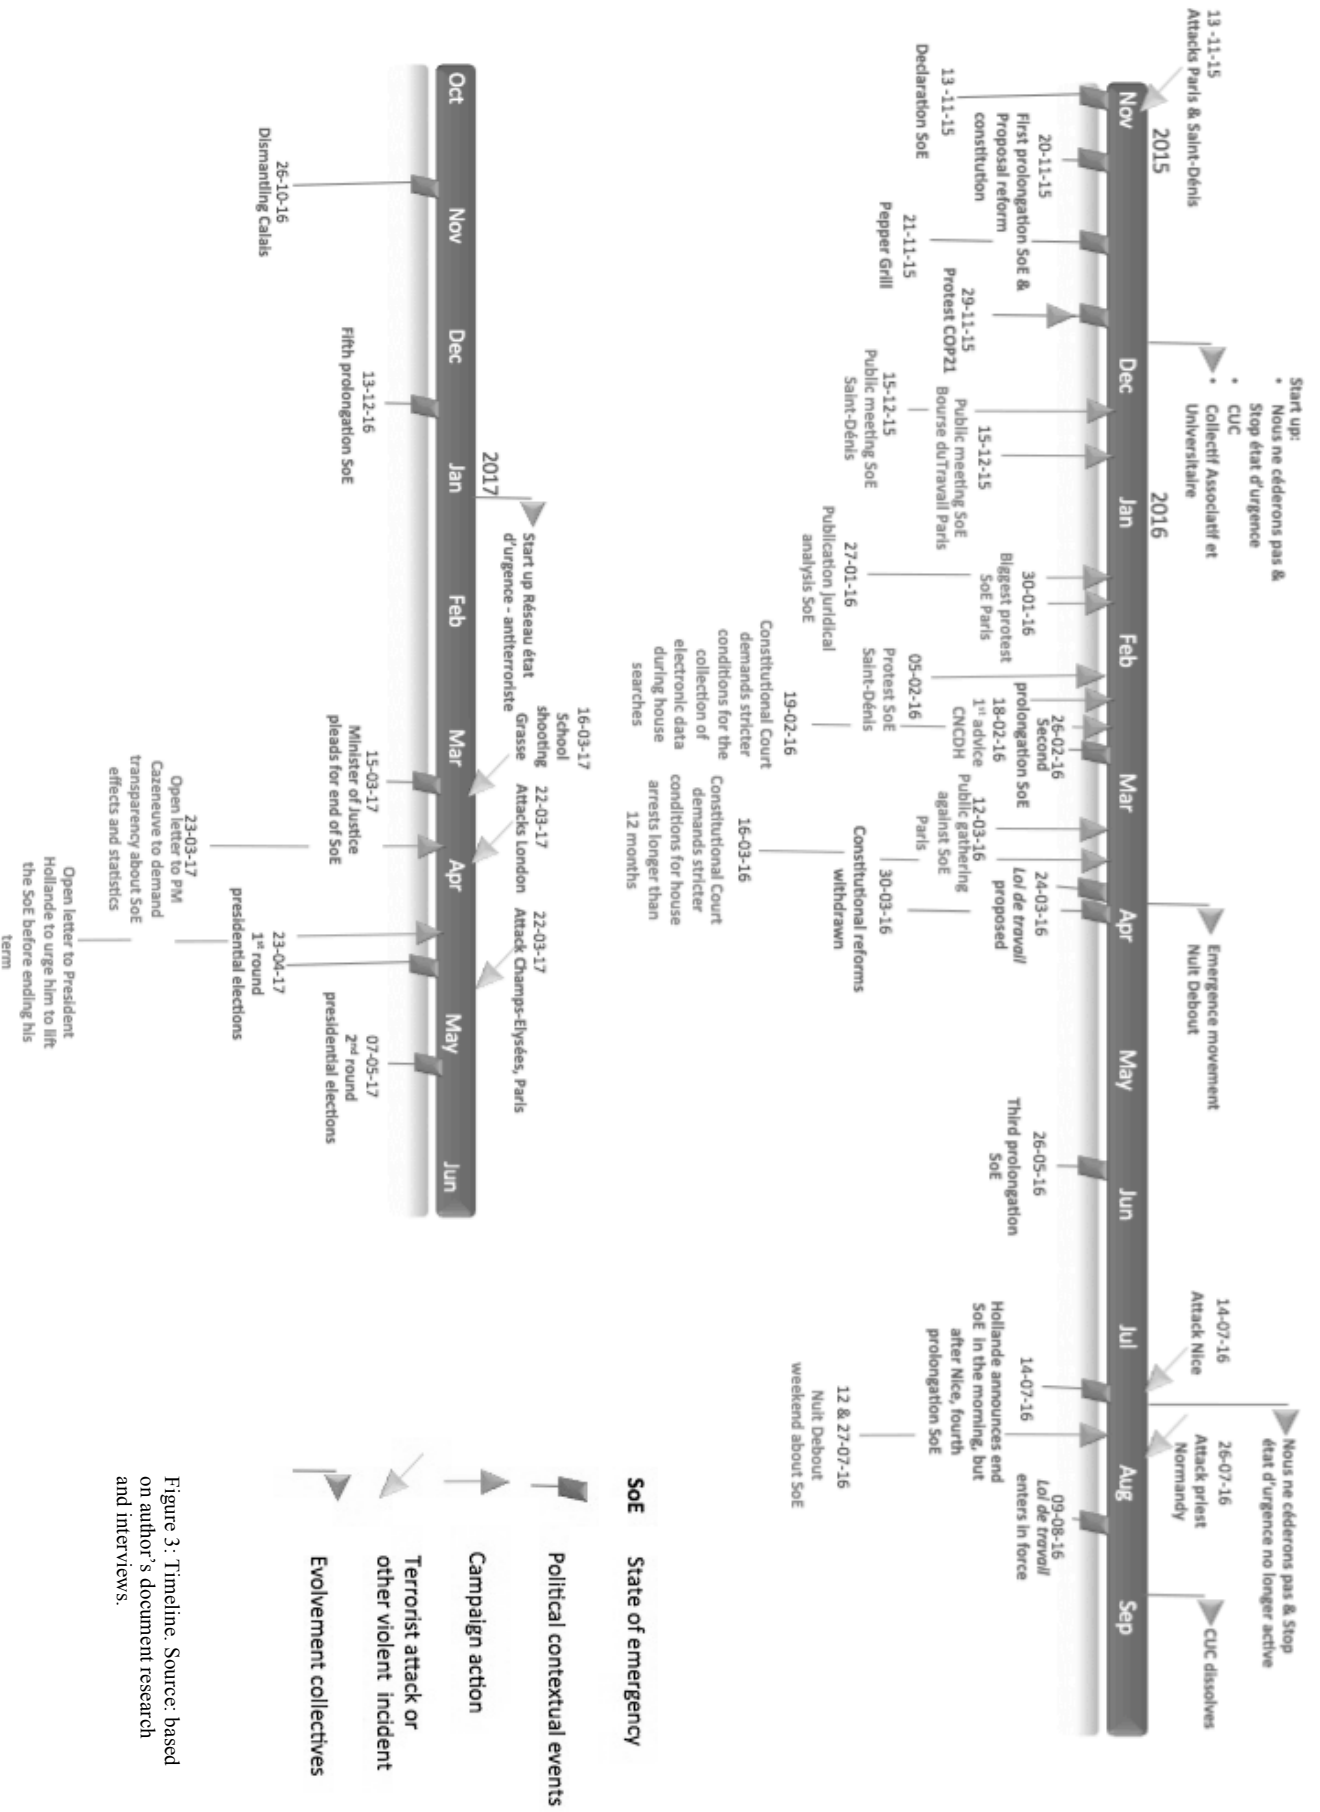 2015
2016
Nov
Dec
Jan
Feb
Mar
Apr
May
Jun
Jul
Aug
Sep
13 -11-15
Attacks Paris & Saint-Dénis
Start up:
• Nous ne céderons pas &
Stop état d'urgence
• CUC
• Collectif Associatif et
Universitaire
Emergence movement
Nuit Debout
14-07-16
Attack Nice
Nous ne céderons pas & Stop
état d'urgence no longer active
26-07-16
Attack priest
Normandy
CUC dissolves
13 -11-15
Declaration SoE
20-11-15
First prolongation SoE &
Proposal reform
constitution
21-11-15
Pepper Grill
29-11-15
Protest COP21
15-12-15
Public meeting SoE
Bourse duTravail Paris
15-12-15
Public meeting SoE
Saint-Dénis
30-01-16
Biggest protest
SoE Paris
27-01-16
Publication juridical
analysis SoE
26-02-16
Second
prolongation SoE
18-02-16
1st advice
CNCDH
05-02-16
Protest SoE
Saint-Dénis
19-02-16
Constitutional Court
demands stricter
conditions for the
collection of
electronic data
during house
searches
24-03-16
Loi de travail
proposed
12-03-16
Public gathering
against SoE
Paris
30-03-16
Constitutional reforms
withdrawn
16-03-16
Constitutional Court
demands stricter
conditions for house
arrests longer than
12 months
26-05-16
Third prolongation
SoE
14-07-16
Hollande announces end
SoE in the morning, but
after Nice, fourth
prolongation SoE
12 & 27-07-16
Nuit Debout
weekend about SoE
09-08-16
Loi de travail
enters in force
2017
Oct
Nov
Dec
Jan
Feb
Mar
Apr
May
Jun
Start up Réseau état
d'urgence - antiterroriste
16-03-17
School
shooting
Grasse
22-03-17
Attacks London
22-03-17
Attack Champs-Elysées, Paris
26-10-16
Dismantling Calais
13-12-16
Fifth prolongation SoE
15-03-17
Minister of Justice
pleads for end of SoE
23-03-17
Open letter to PM
Cazeneuve to demand
transparency about SoE
effects and statistics
23-04-17
1st round
presidential elections
Open letter to President
Hollande to urge him to lift
the SoE before ending his
term
07-05-17
2nd round
presidential elections
SoE State of emergency
Political contextual events
Campaign action
Terrorist attack or
other violent incident
Evolvement collectives
Figure 3: Timeline. Source: based
on author's document research
and interviews.